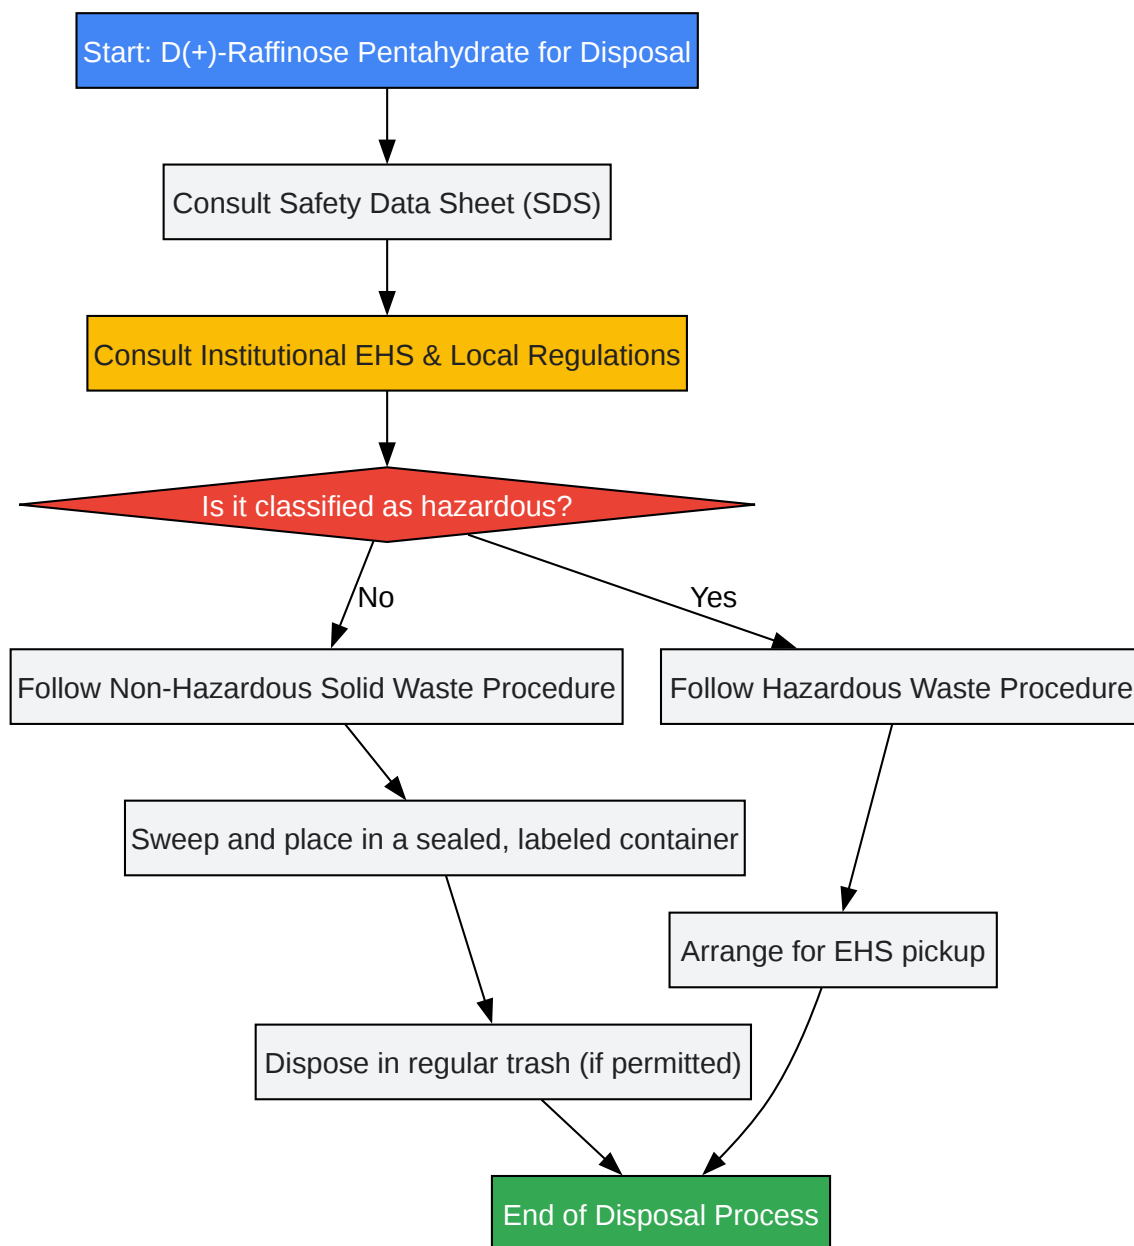 Start: D(+)-Raffinose Pentahydrate for Disposal
Consult Safety Data Sheet (SDS)
Consult Institutional EHS & Local Regulations
Is it classified as hazardous?
No
Yes
Follow Non-Hazardous Solid Waste Procedure
Follow Hazardous Waste Procedure
Sweep and place in a sealed, labeled container
Arrange for EHS pickup
Dispose in regular trash (if permitted)
End of Disposal Process